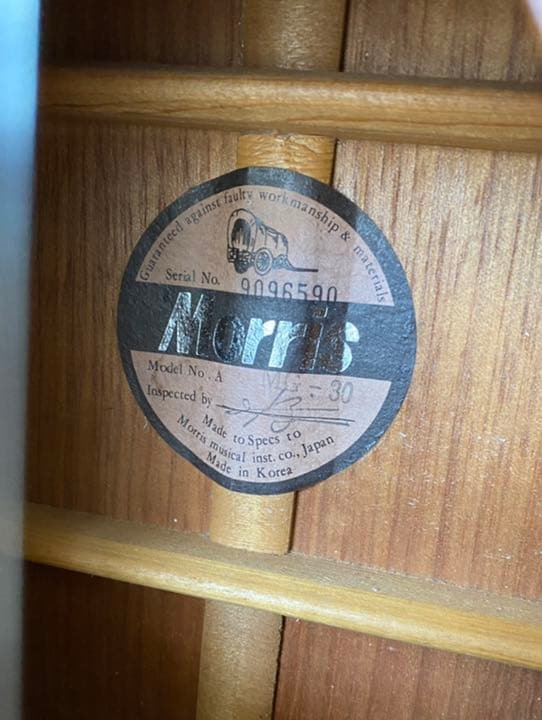 Guaranteed against faulty workmanship & materials
Serial No. 9096590
Morris
Model No. A MG-30
Inspected by
Made to Specs to
Morris musical inst. co., Japan
Made in Korea